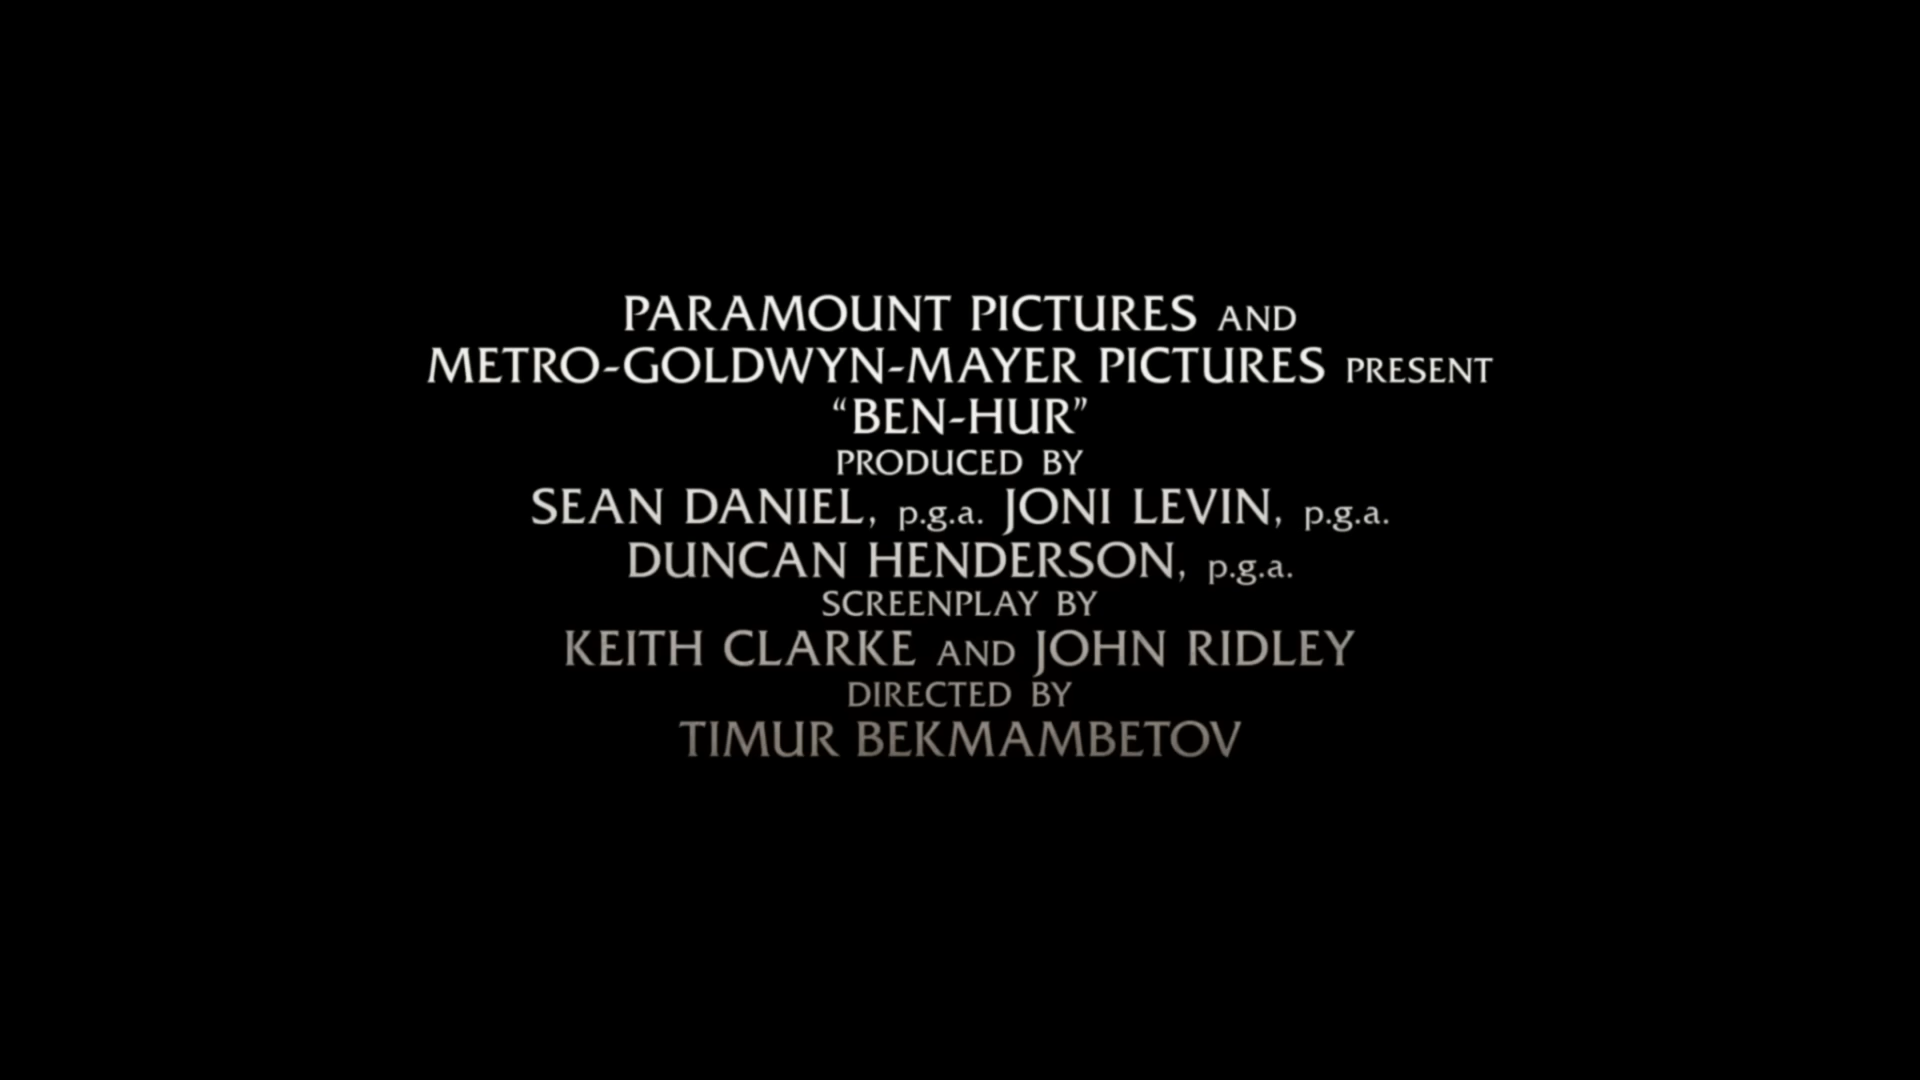 PARAMOUNT PICTURES AND
METRO-GOLDWYN-MAYER PICTURES PRESENT
“BEN-HUR”
PRODUCED BY
SEAN DANIEL, p.g.a. JONI LEVIN, p.g.a.
DUNCAN HENDERSON, p.g.a.
SCREENPLAY BY
KEITH CLARKE AND JOHN RIDLEY
DIRECTED BY
TIMUR BEKMAMBETOV